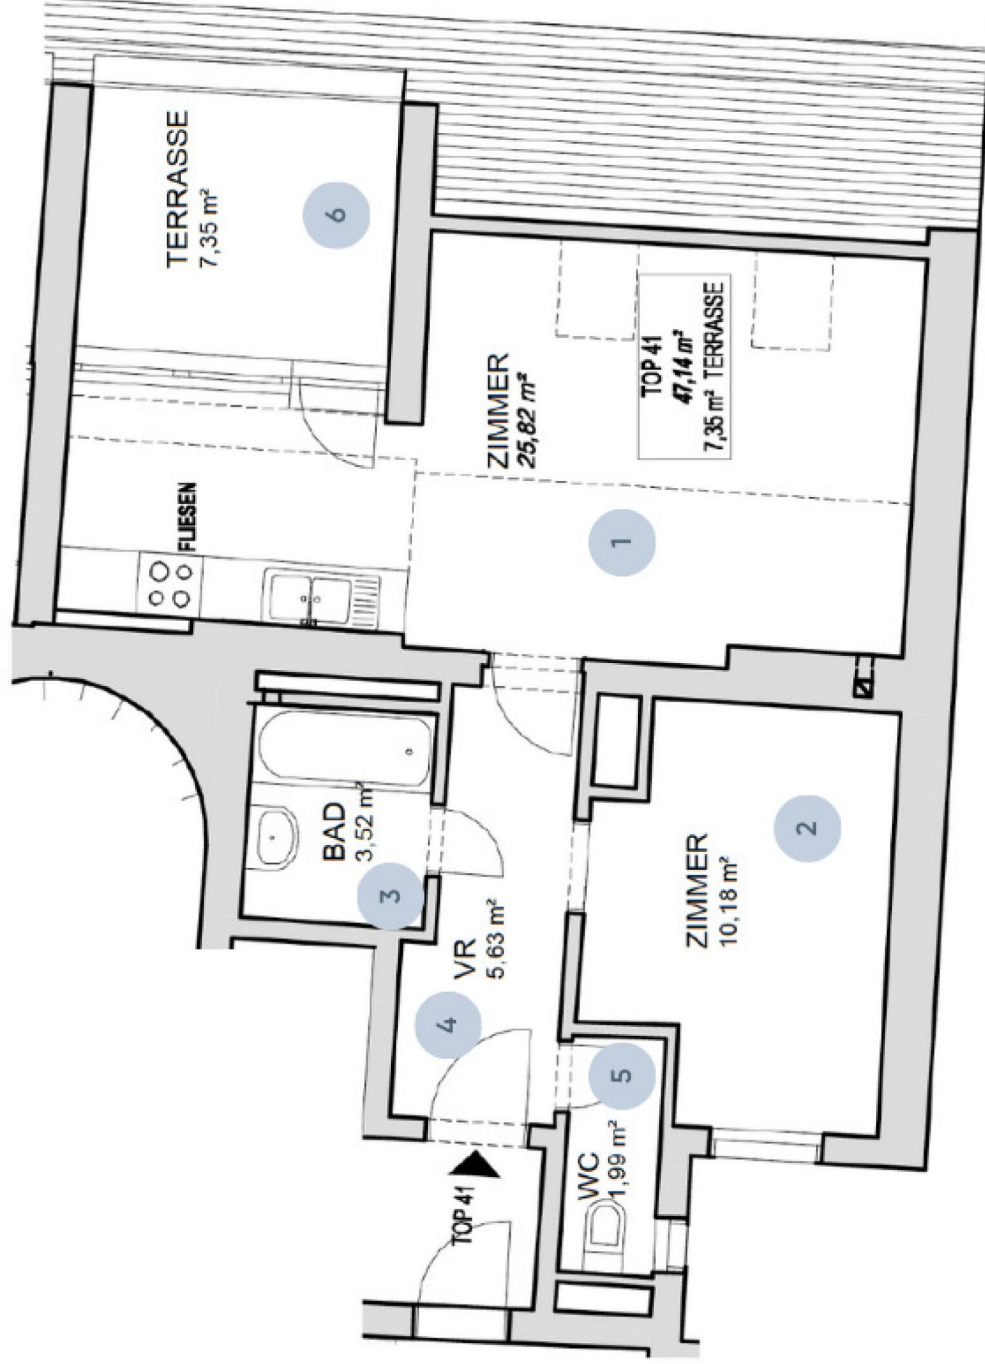 TERRASSE
7,35 m²
6
ZIMMER
25,82 m²
TOP 41
47,14 m²
7,35 m² TERRASSE
FLIESEN
1
BAD
3,52 m²
3
ZIMMER
10,18 m²
2
VR
5,63 m²
4
5
WC
1,99 m²
TOP 41